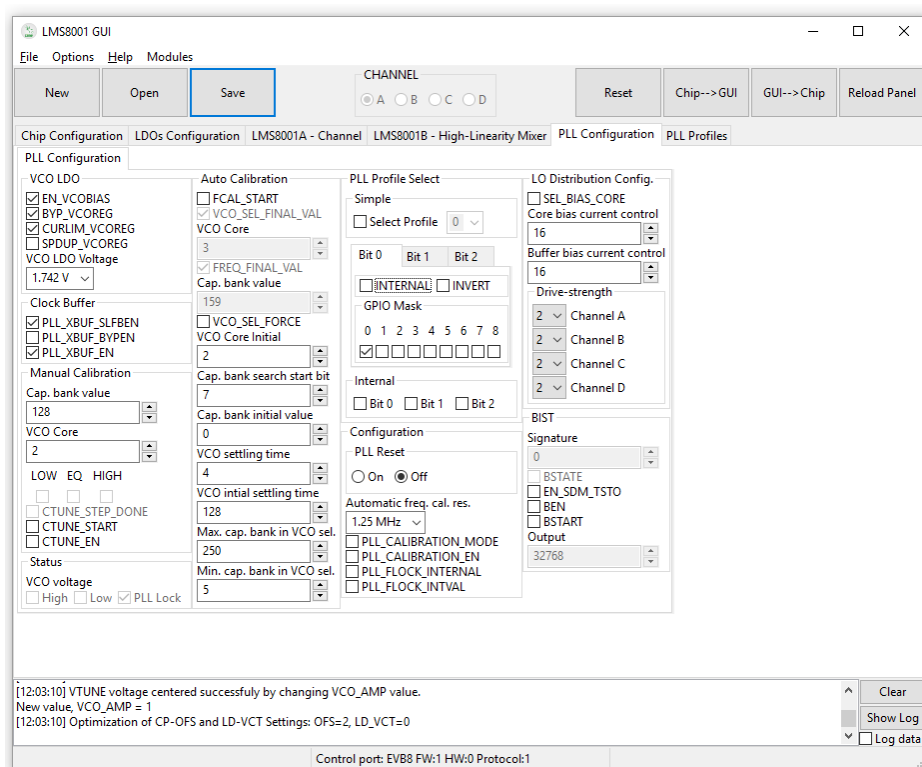 LMS8001 GUI
File Options Help Modules
New Open Save
CHANNEL
A B C D
Reset Chip-->GUI GUI-->Chip Reload Panel
Chip Configuration LDOs Configuration LMS8001A - Channel LMS8001B - High-Linearity Mixer PLL Configuration PLL Profiles
PLL Configuration
VCO LDO
EN_VCOBIAS
BYP_VCOREG
CURLIM_VCOREG
SPDUP_VCOREG
VCO LDO Voltage
1.742 V
Clock Buffer
PLL_XBUF_SLFBEN
PLL_XBUF_BYPEN
PLL_XBUF_EN
Manual Calibration
Cap. bank value
128
VCO Core
2
LOW EQ HIGH
CTUNE_STEP_DONE
CTUNE_START
CTUNE_EN
Status
VCO voltage
High Low PLL Lock
Auto Calibration
FCAL_START
VCO_SEL_FINAL_VAL
VCO Core
3
FREQ_FINAL_VAL
Cap. bank value
159
VCO_SEL_FORCE
VCO Core Initial
2
Cap. bank search start bit
7
Cap. bank initial value
0
VCO settling time
4
VCO intial settling time
128
Max. cap. bank in VCO sel.
250
Min. cap. bank in VCO sel.
5
PLL Profile Select
Simple
Select Profile 0
Bit 0 Bit 1 Bit 2
INTERNAL INVERT
GPIO Mask
0 1 2 3 4 5 6 7 8
Internal
Bit 0 Bit 1 Bit 2
Configuration
PLL Reset
On Off
Automatic freq. cal. res.
1.25 MHz
PLL_CALIBRATION_MODE
PLL_CALIBRATION_EN
PLL_FLOCK_INTERNAL
PLL_FLOCK_INTVAL
LO Distribution Config.
SEL_BIAS_CORE
Core bias current control
16
Buffer bias current control
16
Drive-strength
2 Channel A
2 Channel B
2 Channel C
2 Channel D
BIST
Signature
0
BSTATE
EN_SDM_TSTO
BEN
BSTART
Output
32768
[12:03:10] VTUNE voltage centered successfuly by changing VCO_AMP value.
New value, VCO_AMP = 1
[12:03:10] Optimization of CP-OFS and LD-VCT Settings: OFS=2, LD_VCT=0
Clear
Show Log
Log data
Control port: EVB8 FW:1 HW:0 Protocol:1